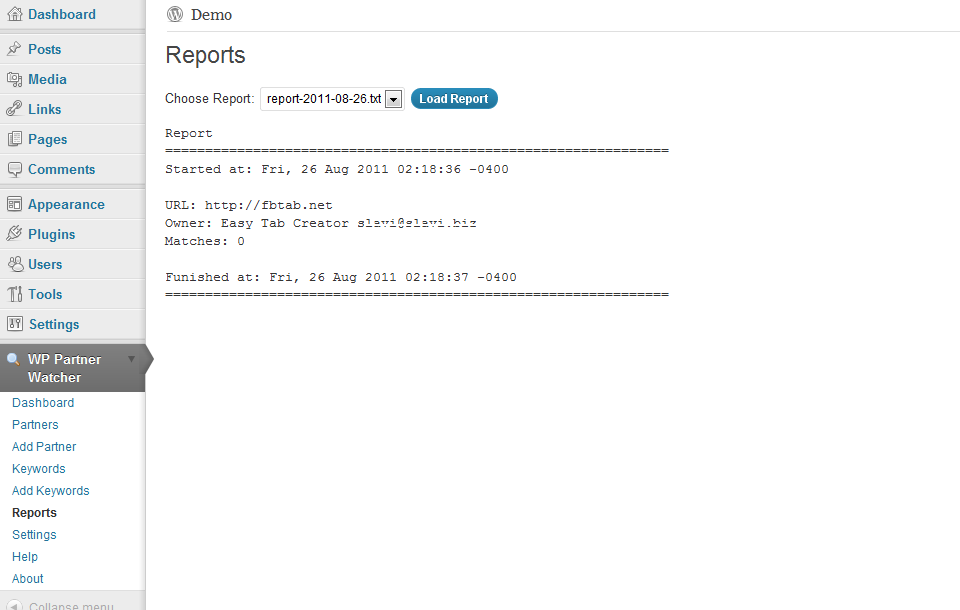 Dashboard
Posts
Media
Links
Pages
Comments
Appearance
Plugins
Users
Tools
Settings
WP Partner
Watcher
Dashboard
Partners
Add Partner
Keywords
Add Keywords
Reports
Settings
Help
About
Collapse menu
Demo
Reports
Choose Report: report-2011-08-26.txt Load Report
Report
===============================================================
Started at: Fri, 26 Aug 2011 02:18:36 -0400
URL: http://fbtab.net
Owner: Easy Tab Creator slavi@slavi.biz
Matches: 0
Funished at: Fri, 26 Aug 2011 02:18:37 -0400
===============================================================